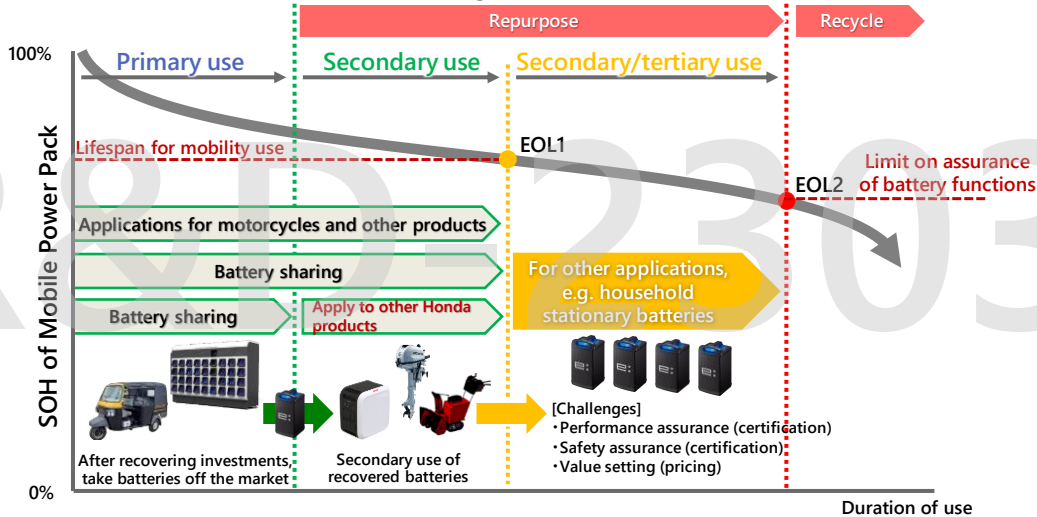 Repurpose
Recycle
100%
Primary use
Secondary use
Secondary/tertiary use
SOH of Mobile Power Pack
Lifespan for mobility use
EOL1
Limit on assurance
of battery functions
EOL2
Applications for motorcycles and other products
Battery sharing
For other applications,
e.g. household
stationary batteries
Battery sharing
Apply to other Honda
products
[Challenges]
・Performance assurance (certification)
・Safety assurance (certification)
・Value setting (pricing)
After recovering investments,
take batteries off the market
Secondary use of
recovered batteries
0%
Duration of use
R&D-2303